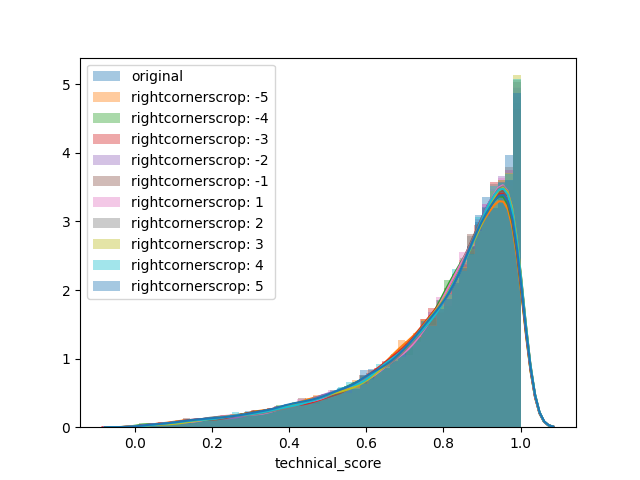 original
rightcornerscrop: -5
rightcornerscrop: -4
rightcornerscrop: -3
rightcornerscrop: -2
rightcornerscrop: -1
rightcornerscrop: 1
rightcornerscrop: 2
rightcornerscrop: 3
rightcornerscrop: 4
rightcornerscrop: 5
5
4
3
2
1
0
0.0 0.2 0.4 0.6 0.8 1.0
technical_score